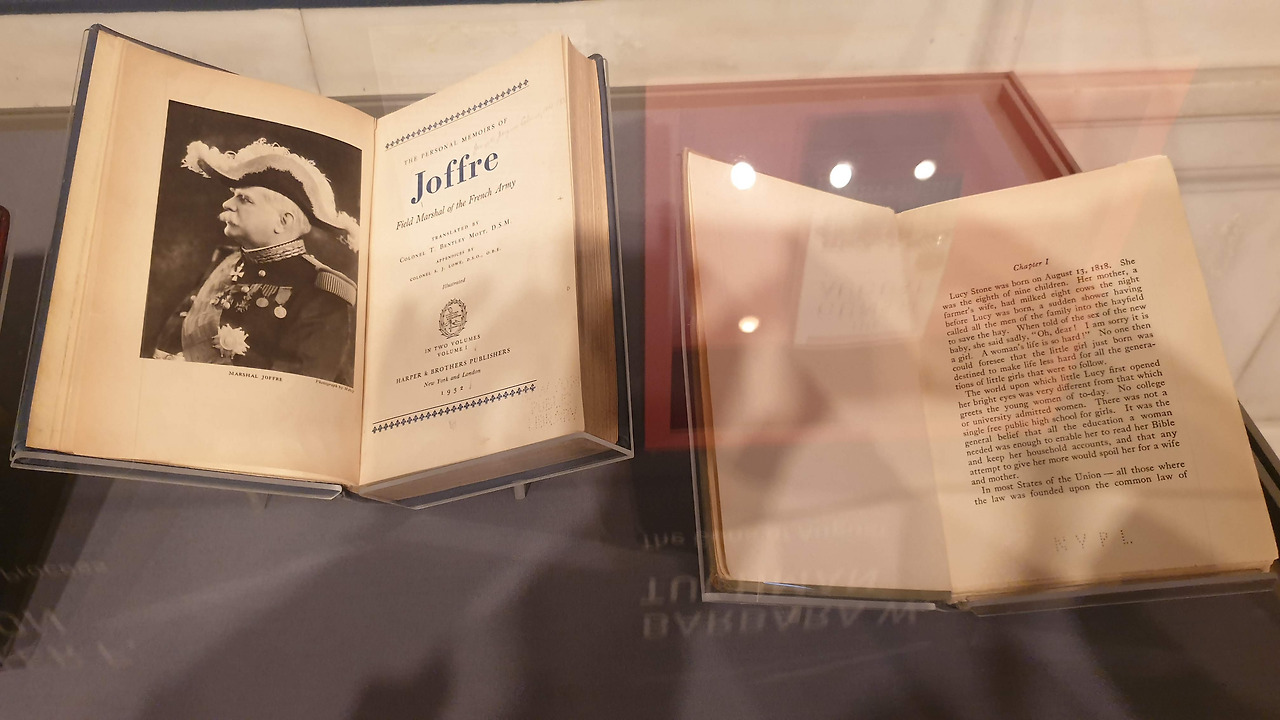 MARSHAL JOFFRE
THE PERSONAL MEMOIRS OF
Joffre
Field Marshal of the French Army
TRANSLATED BY
COLONEL T. BENTLEY MOTT, D.S.M
APPENDICES BY
COLONEL S. J. LOWE, D.S.O., O.B.E.
Illustrated
IN TWO VOLUMES
VOLUME I
HARPER & BROTHERS PUBLISHERS
New York and London
1932
Chapter I
Lucy Stone was born on August 13, 1818. She
was the eighth of nine children. Her mother, a
farmer's wife, had milked eight cows the night
before Lucy was born, a sudden shower having
called all the men of the family into the hayfield
to save the hay. When told of the sex of the new
baby, she said sadly, "Oh, dear! I am sorry it is
a girl. A woman's life is so hard!" No one then
could foresee that the little girl just born was
destined to make life less hard for all the genera-
tions of little girls that were to follow.
The world upon which little Lucy first opened
her bright eyes was very different from that which
greets the young women of to-day. No college
or university admitted women. There was not a
single free public high school for girls. It was the
general belief that all the education a woman
needed was enough to enable her to read her Bible
and keep her household accounts, and that any
attempt to give her more would spoil her for a wife
and mother.
In most States of the Union — all those where
the law was founded upon the common law of
N Y P L
The Guns of August
TUCHMAN
BARBARA W.